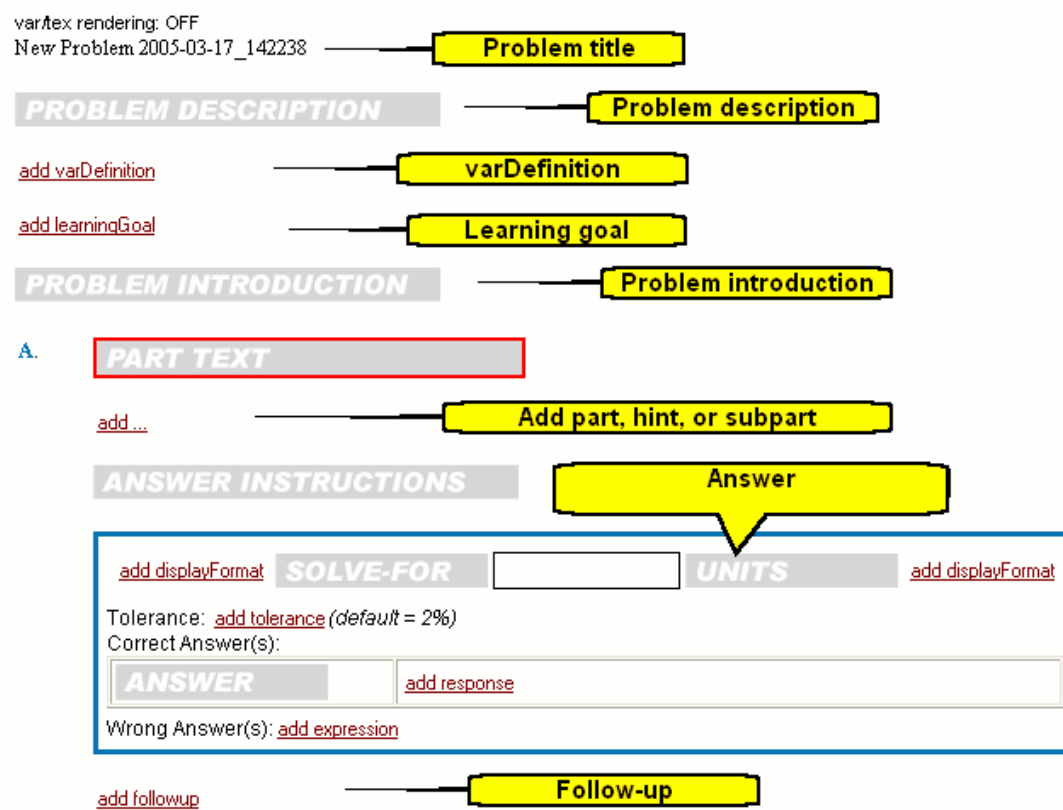 var/tex rendering: OFF
New Problem 2005-03-17_142238
Problem title
PROBLEM DESCRIPTION
Problem description
add varDefinition
varDefinition
add learningGoal
Learning goal
PROBLEM INTRODUCTION
Problem introduction
A.
PART TEXT
add ...
Add part, hint, or subpart
ANSWER INSTRUCTIONS
Answer
add displayFormat SOLVE-FOR UNITS add displayFormat
Tolerance: add tolerance (default = 2%)
Correct Answer(s):
ANSWER add response
Wrong Answer(s): add expression
add followup
Follow-up